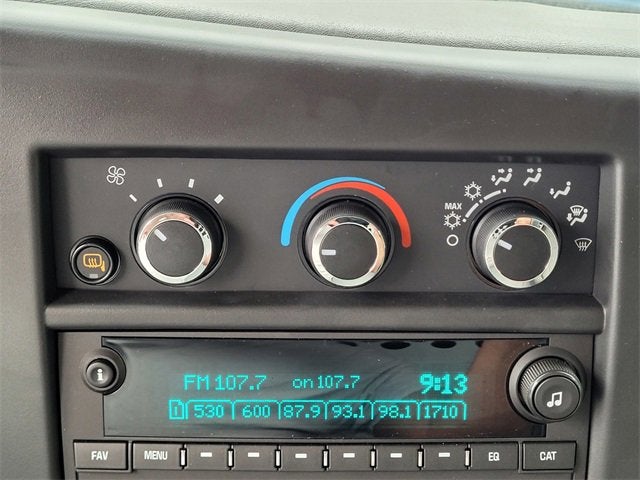 MAX
FM 107.7 on 107.7 9:13
1 530 600 87.9 93.1 98.1 1710
i
FAV MENU EQ CAT